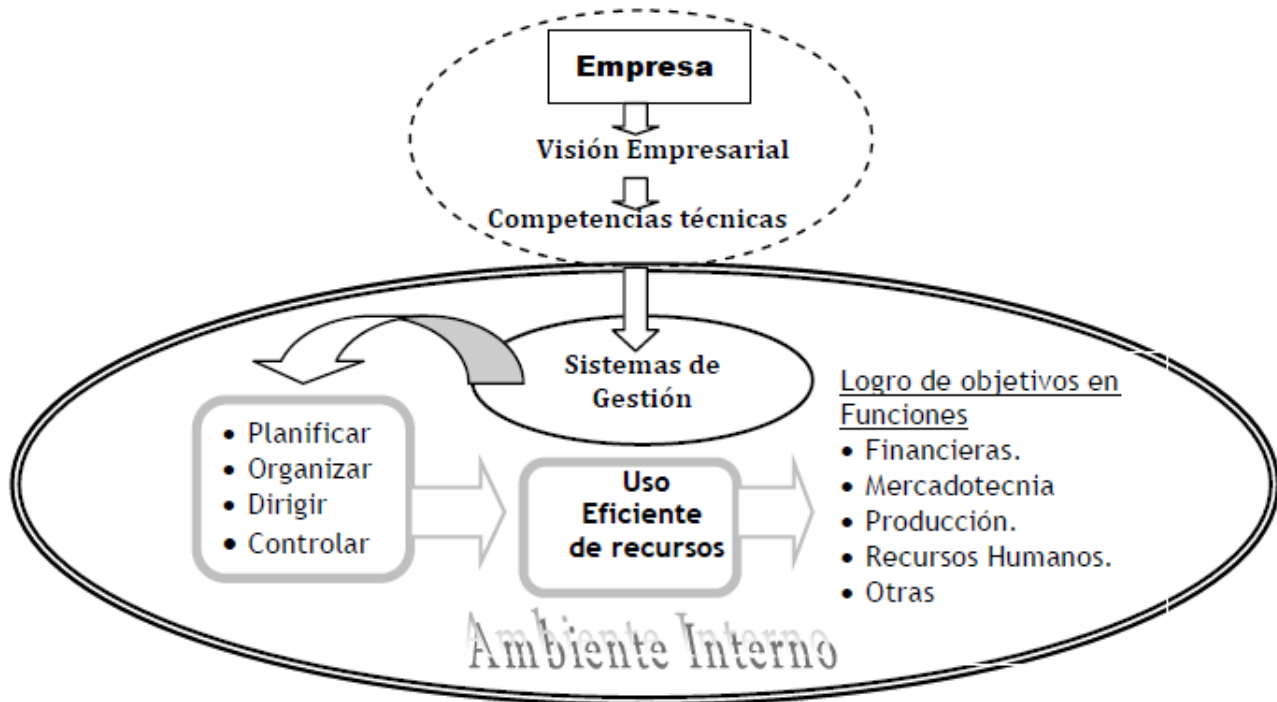 Empresa
Visión Empresarial
Competencias técnicas
Sistemas de
Gestión
• Planificar
• Organizar
• Dirigir
• Controlar
Uso
Eficiente
de recursos
Logro de objetivos en
Funciones
• Financieras.
• Mercadotecnia
• Producción.
• Recursos Humanos.
• Otras
Ambiente Interno